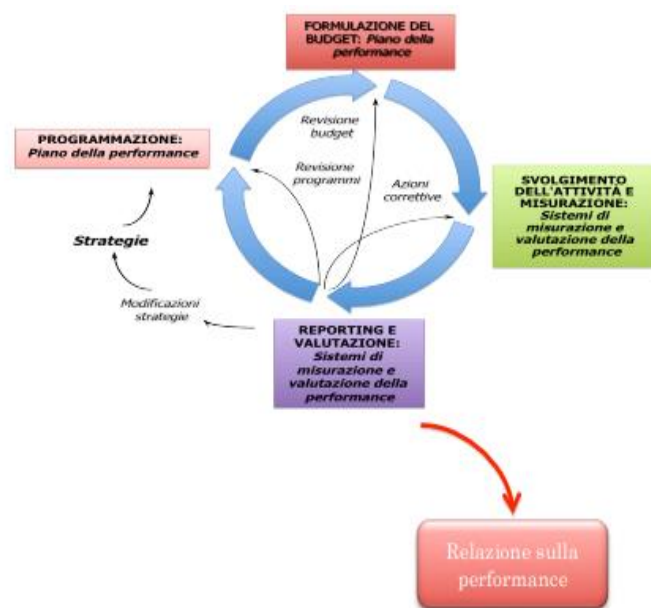 FORMULAZIONE DEL
BUDGET: Piano della
performance
Revisione
budget
PROGRAMMAZIONE:
Piano della performance
Revisione
programmi
Azioni
correttive
SVOLGIMENTO
DELL'ATTIVITÀ E
MISURAZIONE:
Sistemi di
misurazione e
valutazione della
performance
Strategie
Modificazioni
strategie
REPORTING E
VALUTAZIONE:
Sistemi di
misurazione e
valutazione della
performance
Relazione sulla
performance